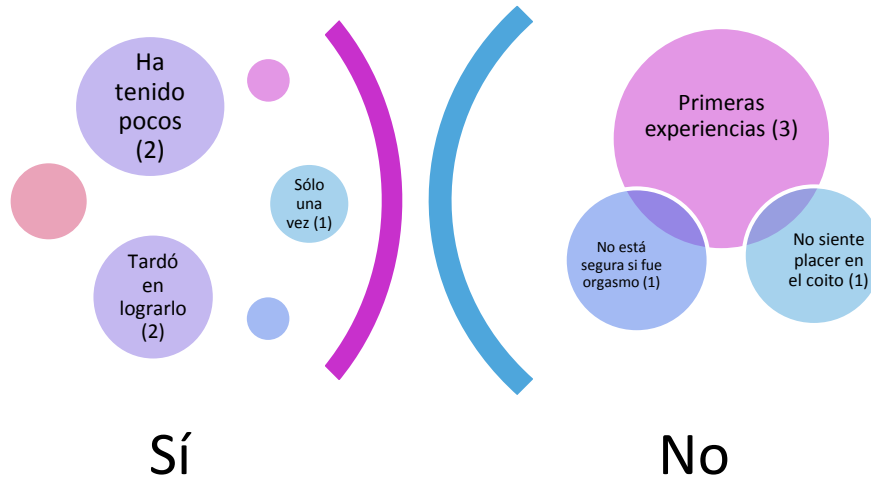 Ha
tenido
pocos
(2)
Sólo
una
vez (1)
Tardó
en
lograrlo
(2)
Sí
Primeras
experiencias (3)
No está
segura si fue
orgasmo (1)
No siente
placer en
el coito (1)
No